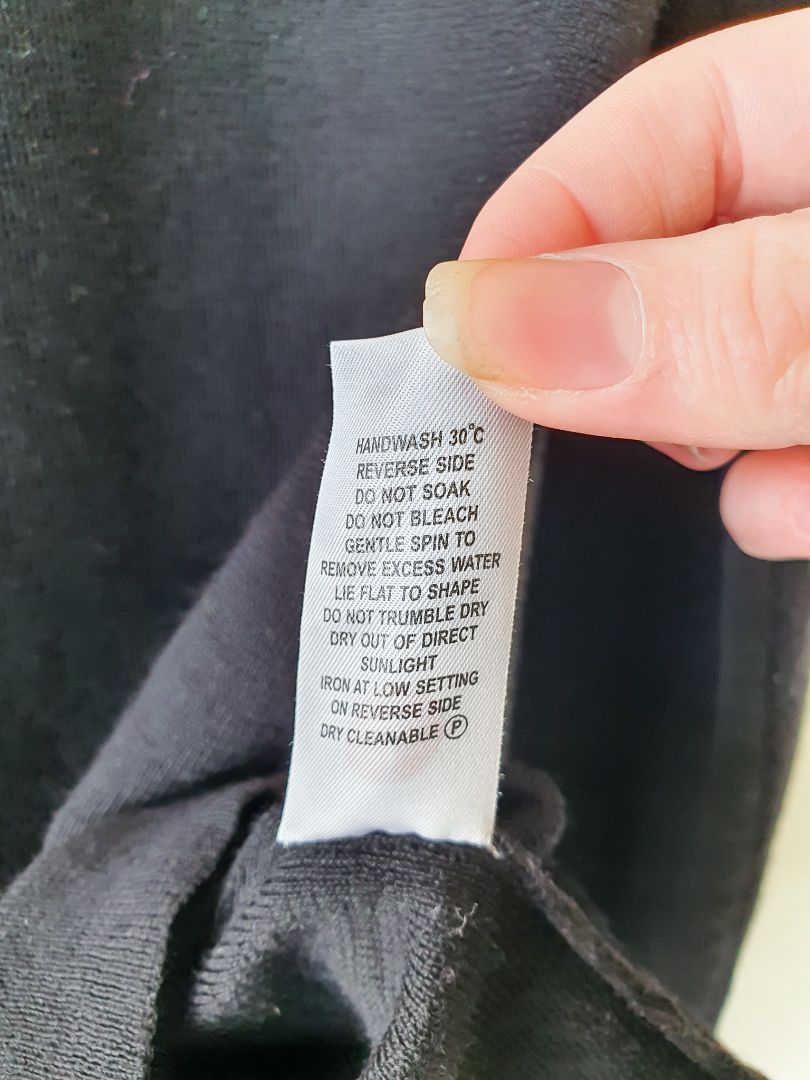 HANDWASH 30°C
REVERSE SIDE
DO NOT SOAK
DO NOT BLEACH
GENTLE SPIN TO
REMOVE EXCESS WATER
LIE FLAT TO SHAPE
DO NOT TRUMBLE DRY
DRY OUT OF DIRECT
SUNLIGHT
IRON AT LOW SETTING
ON REVERSE SIDE
DRY CLEANABLE Ⓟ